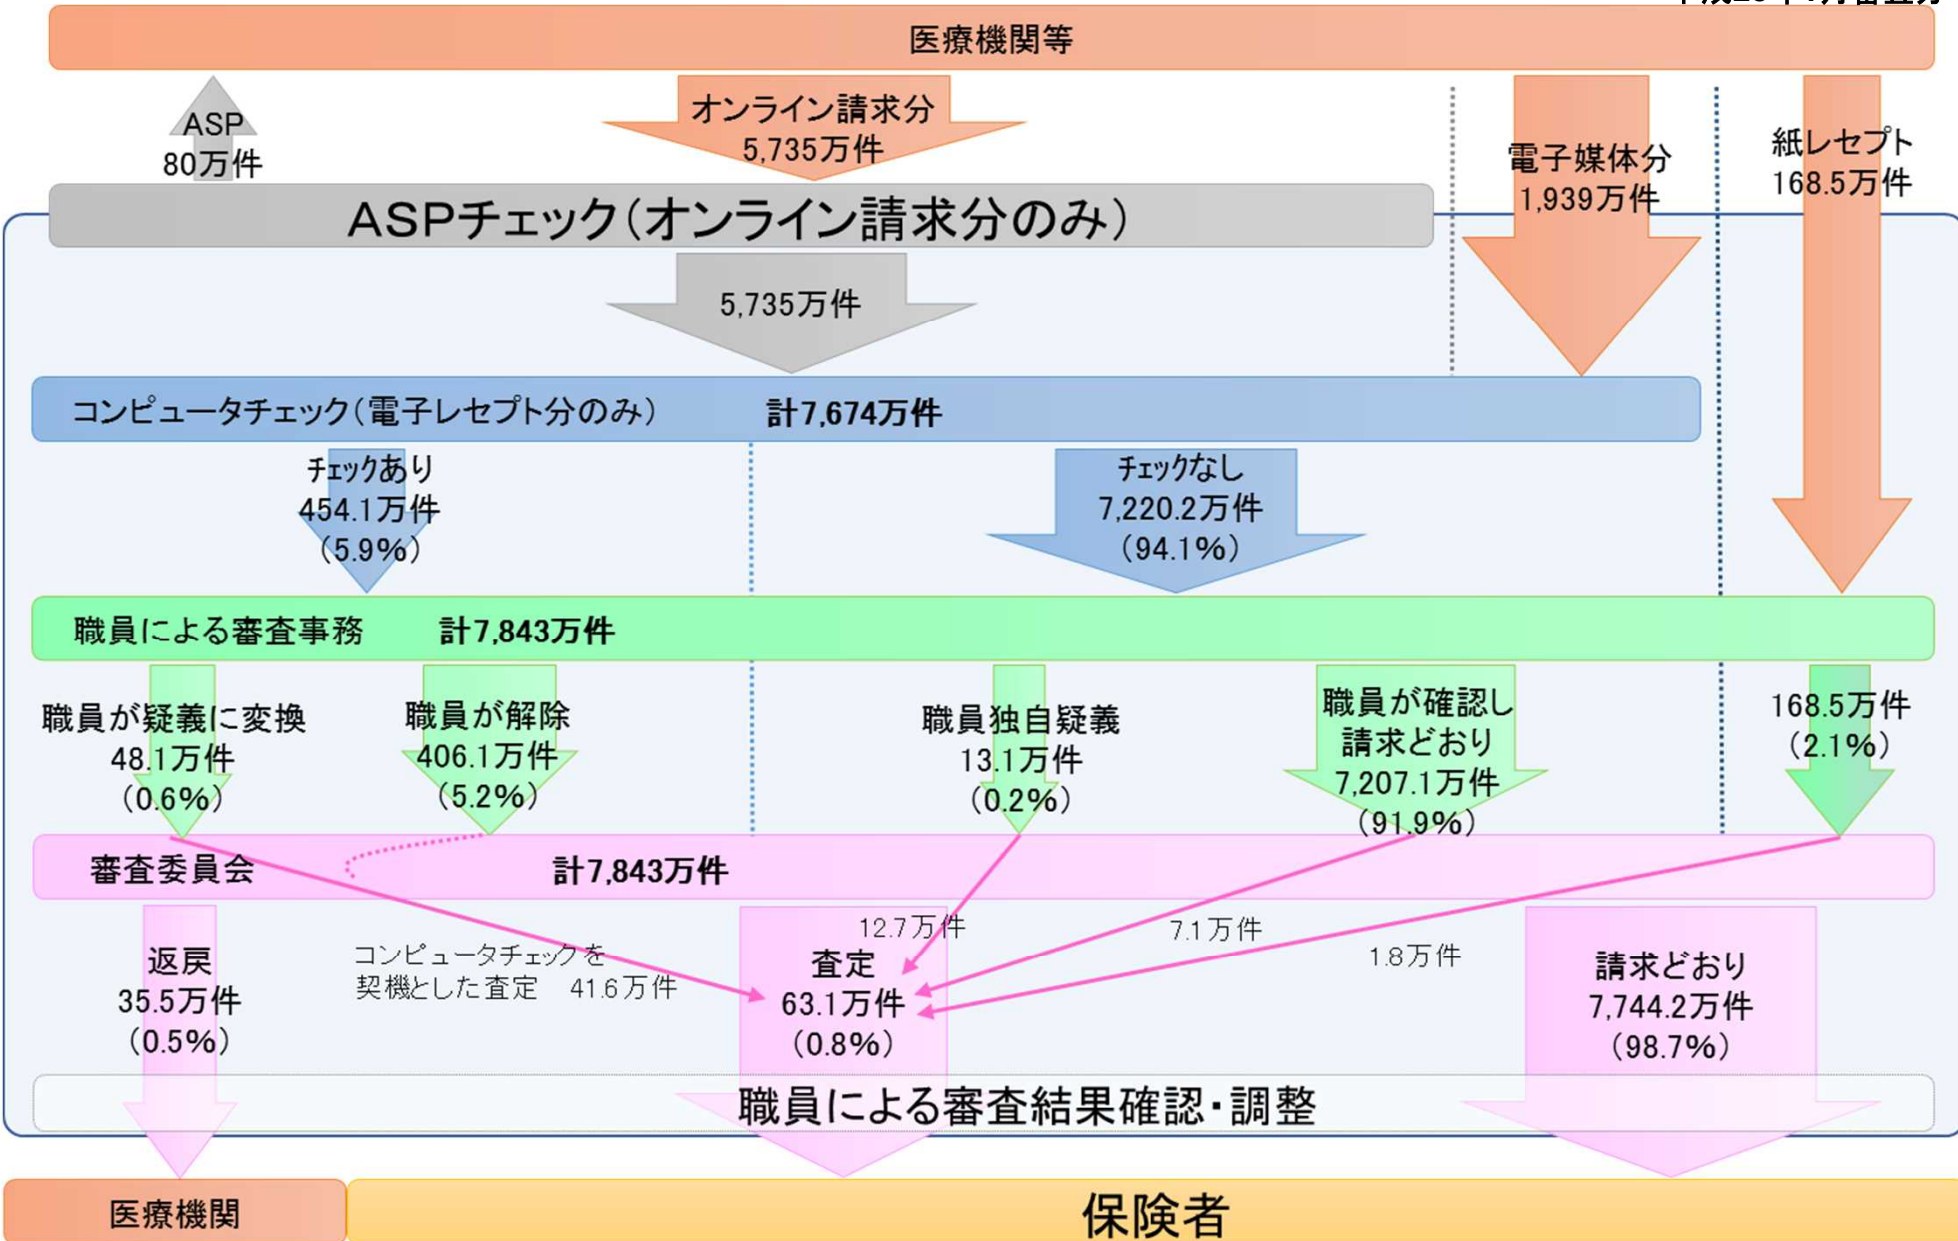 医療機関等
ASP
80万件
オンライン請求分
5,735万件
電子媒体分
1,939万件
紙レセプト
168.5万件
ASPチェック（オンライン請求分のみ）
5,735万件
コンピュータチェック（電子レセプト分のみ） 計7,674万件
チェックあり
454.1万件
（5.9%）
チェックなし
7,220.2万件
（94.1%）
職員による審査事務 計7,843万件
職員が疑義に変換
48.1万件
（0.6%）
職員が解除
406.1万件
（5.2%）
職員独自疑義
13.1万件
（0.2%）
職員が確認し
請求どおり
7,207.1万件
（91.9%）
168.5万件
（2.1%）
審査委員会 計7,843万件
返戻
35.5万件
（0.5%）
コンピュータチェックを
契機とした査定 41.6万件
12.7万件
査定
63.1万件
（0.8%）
7.1万件
1.8万件
請求どおり
7,744.2万件
（98.7%）
職員による審査結果確認・調整
医療機関
保険者